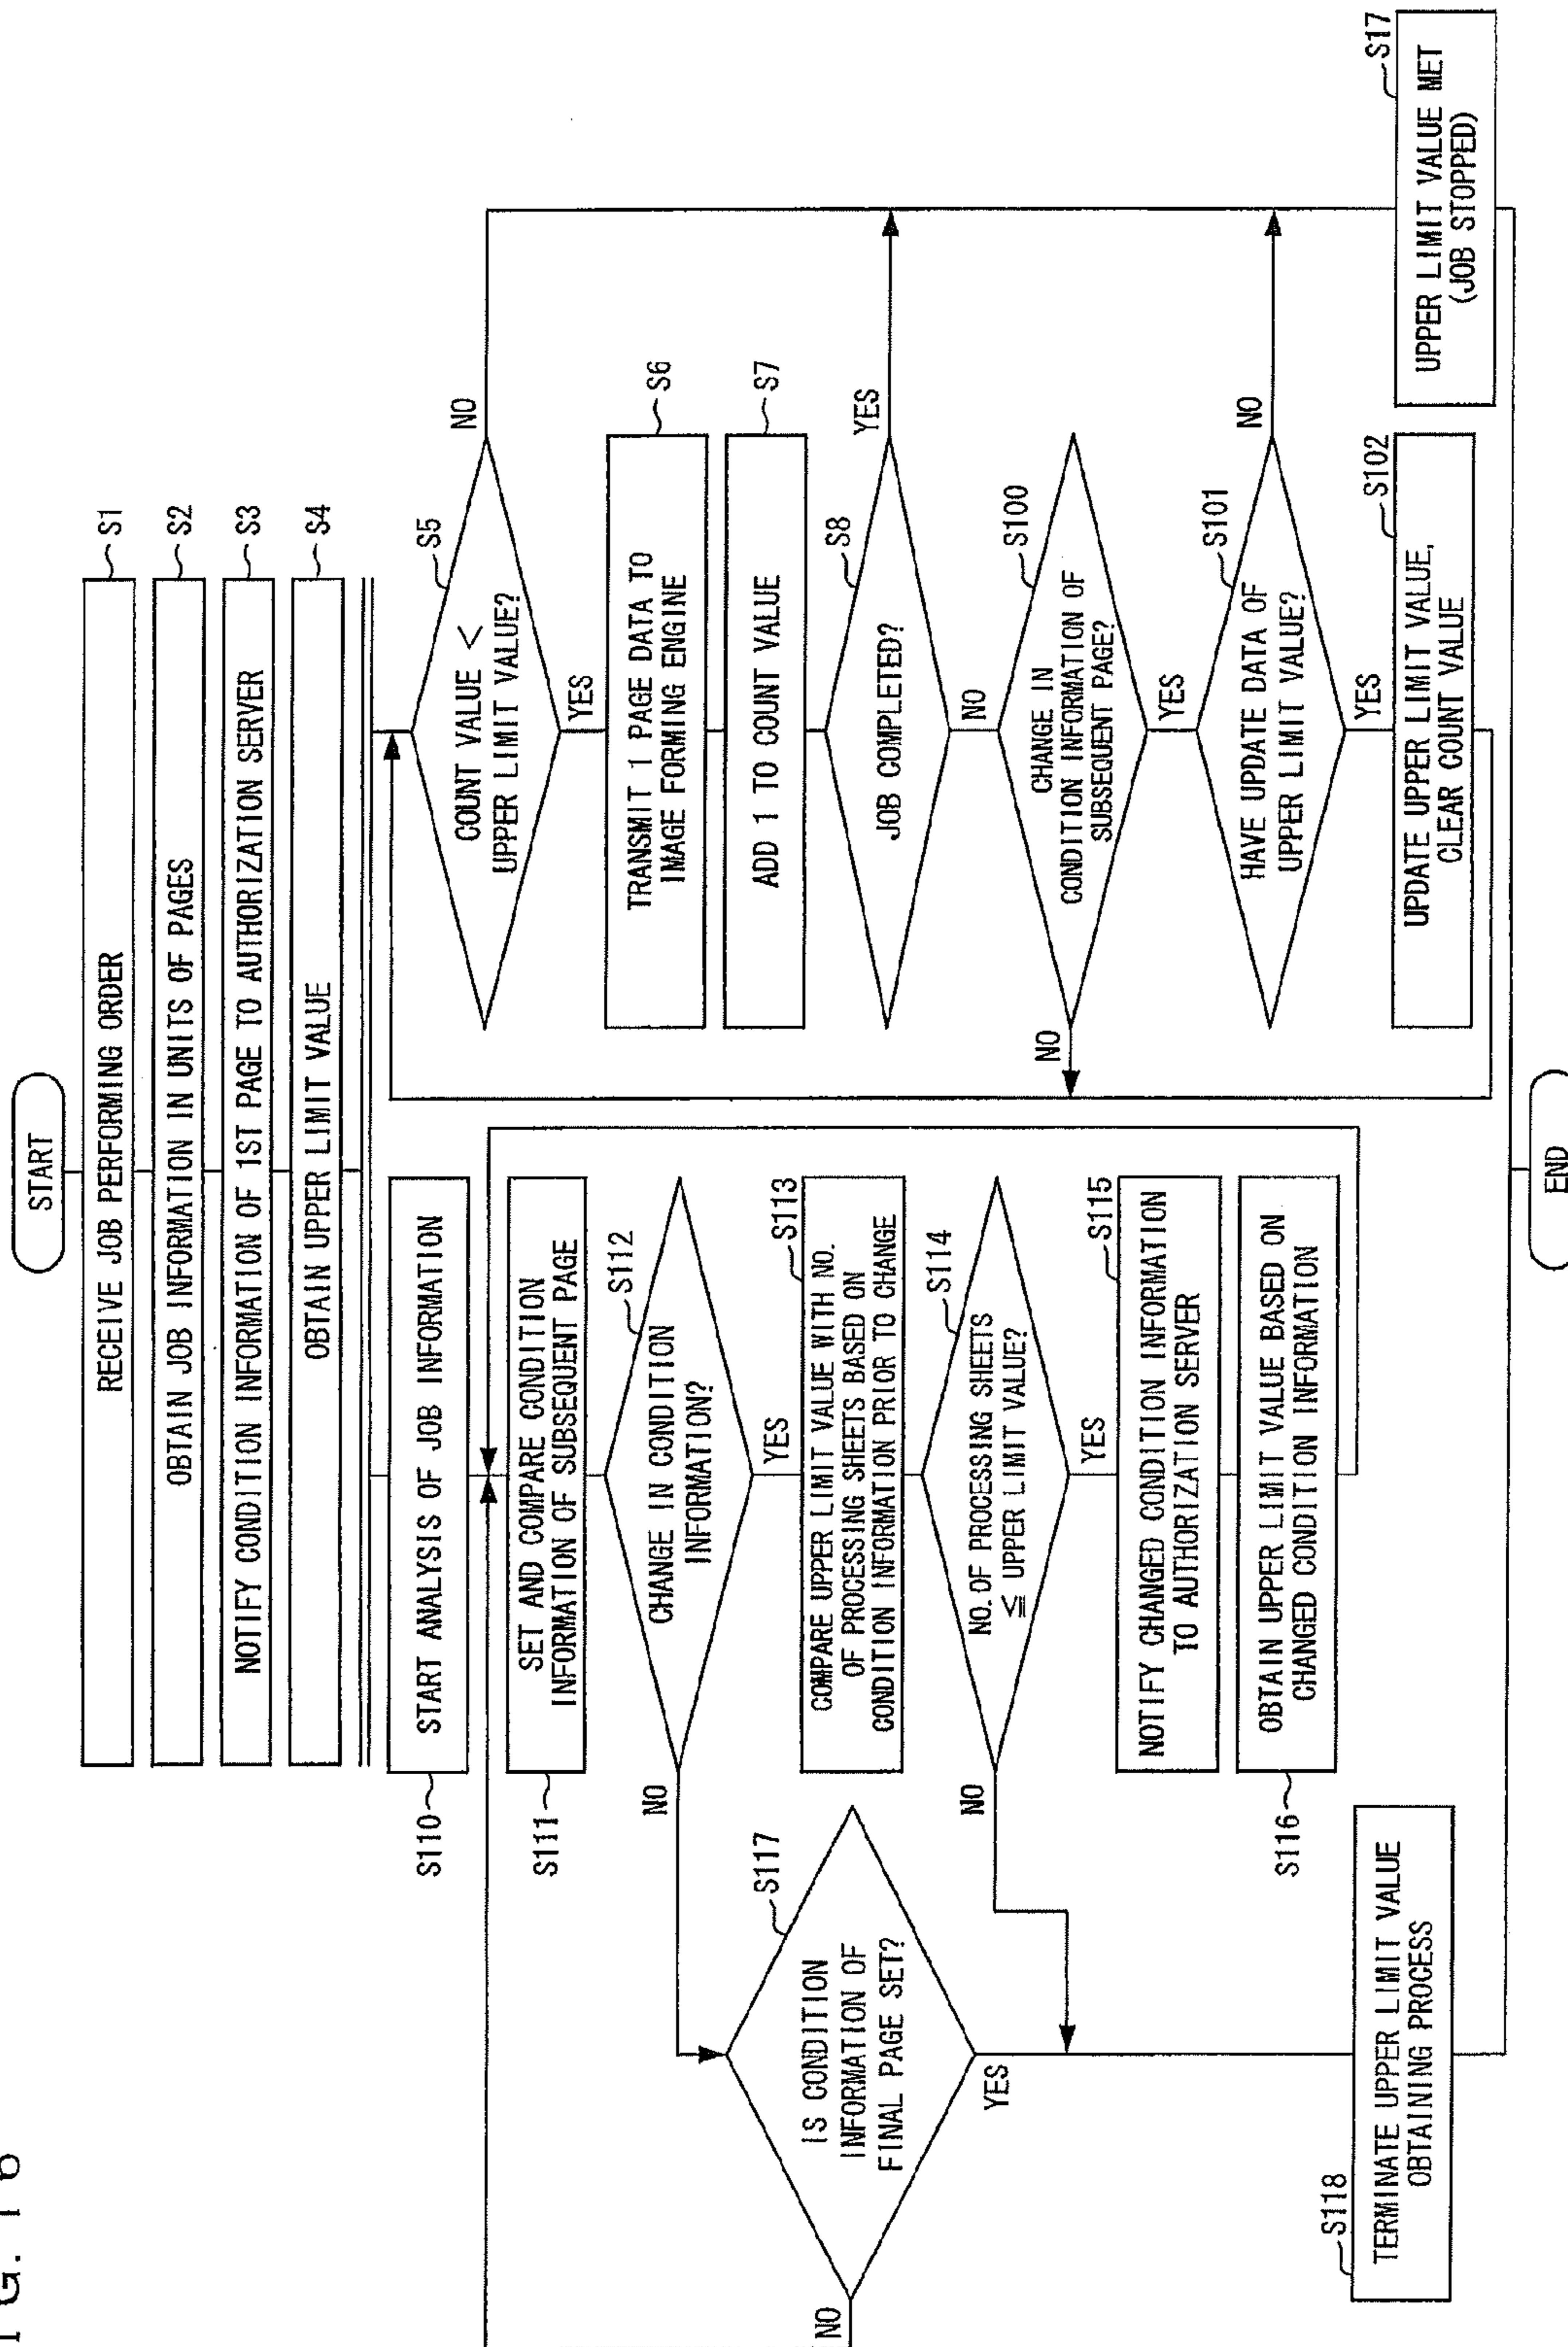 FIG. 16
START
RECEIVE JOB PERFORMING ORDER
S1
OBTAIN JOB INFORMATION IN UNITS OF PAGES
S2
NOTIFY CONDITION INFORMATION OF 1ST PAGE TO AUTHORIZATION SERVER
S3
OBTAIN UPPER LIMIT VALUE
S4
S110
START ANALYSIS OF JOB INFORMATION
S111
SET AND COMPARE CONDITION
INFORMATION OF SUBSEQUENT PAGE
S112
CHANGE IN CONDITION
INFORMATION?
NO
YES
S113
COMPARE UPPER LIMIT VALUE WITH NO.
OF PROCESSING SHEETS BASED ON
CONDITION INFORMATION PRIOR TO CHANGE
S114
NO. OF PROCESSING SHEETS
≦ UPPER LIMIT VALUE?
NO
YES
S115
NOTIFY CHANGED CONDITION INFORMATION
TO AUTHORIZATION SERVER
S116
OBTAIN UPPER LIMIT VALUE BASED ON
CHANGED CONDITION INFORMATION
S117
IS CONDITION
INFORMATION OF
FINAL PAGE SET?
NO
YES
S118
TERMINATE UPPER LIMIT VALUE
OBTAINING PROCESS
S5
COUNT VALUE <
UPPER LIMIT VALUE?
NO
YES
S6
TRANSMIT 1 PAGE DATA TO
IMAGE FORMING ENGINE
S7
ADD 1 TO COUNT VALUE
S8
JOB COMPLETED?
YES
NO
S100
CHANGE IN
CONDITION INFORMATION OF
SUBSEQUENT PAGE?
NO
YES
S101
HAVE UPDATE DATA OF
UPPER LIMIT VALUE?
NO
YES
S102
UPDATE UPPER LIMIT VALUE,
CLEAR COUNT VALUE
S17
UPPER LIMIT VALUE MET
(JOB STOPPED)
END